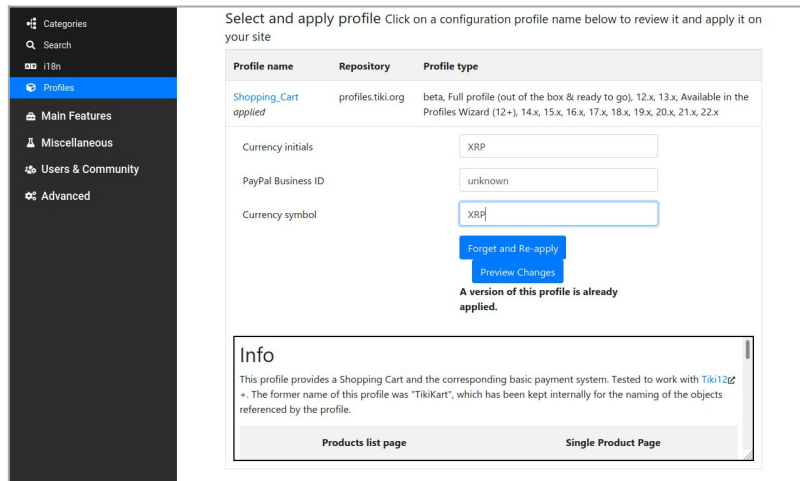 Categories
Search
i18n
Profiles
Main Features
Miscellaneous
Users & Community
Advanced
Select and apply profile Click on a configuration profile name below to review it and apply it on
your site
Profile name Repository Profile type
Shopping_Cart profiles.tiki.org beta, Full profile (out of the box & ready to go), 12.x, 13.x, Available in the
applied Profiles Wizard (12+), 14.x, 15.x, 16.x, 17.x, 18.x, 19.x, 20.x, 21.x, 22.x
Currency initials XRP
PayPal Business ID unknown
Currency symbol XRP
Forget and Re-apply
Preview Changes
A version of this profile is already
applied.
Info
This profile provides a Shopping Cart and the corresponding basic payment system. Tested to work with Tiki12
+. The former name of this profile was "TikiKart", which has been kept internally for the naming of the objects
referenced by the profile.
Products list page Single Product Page